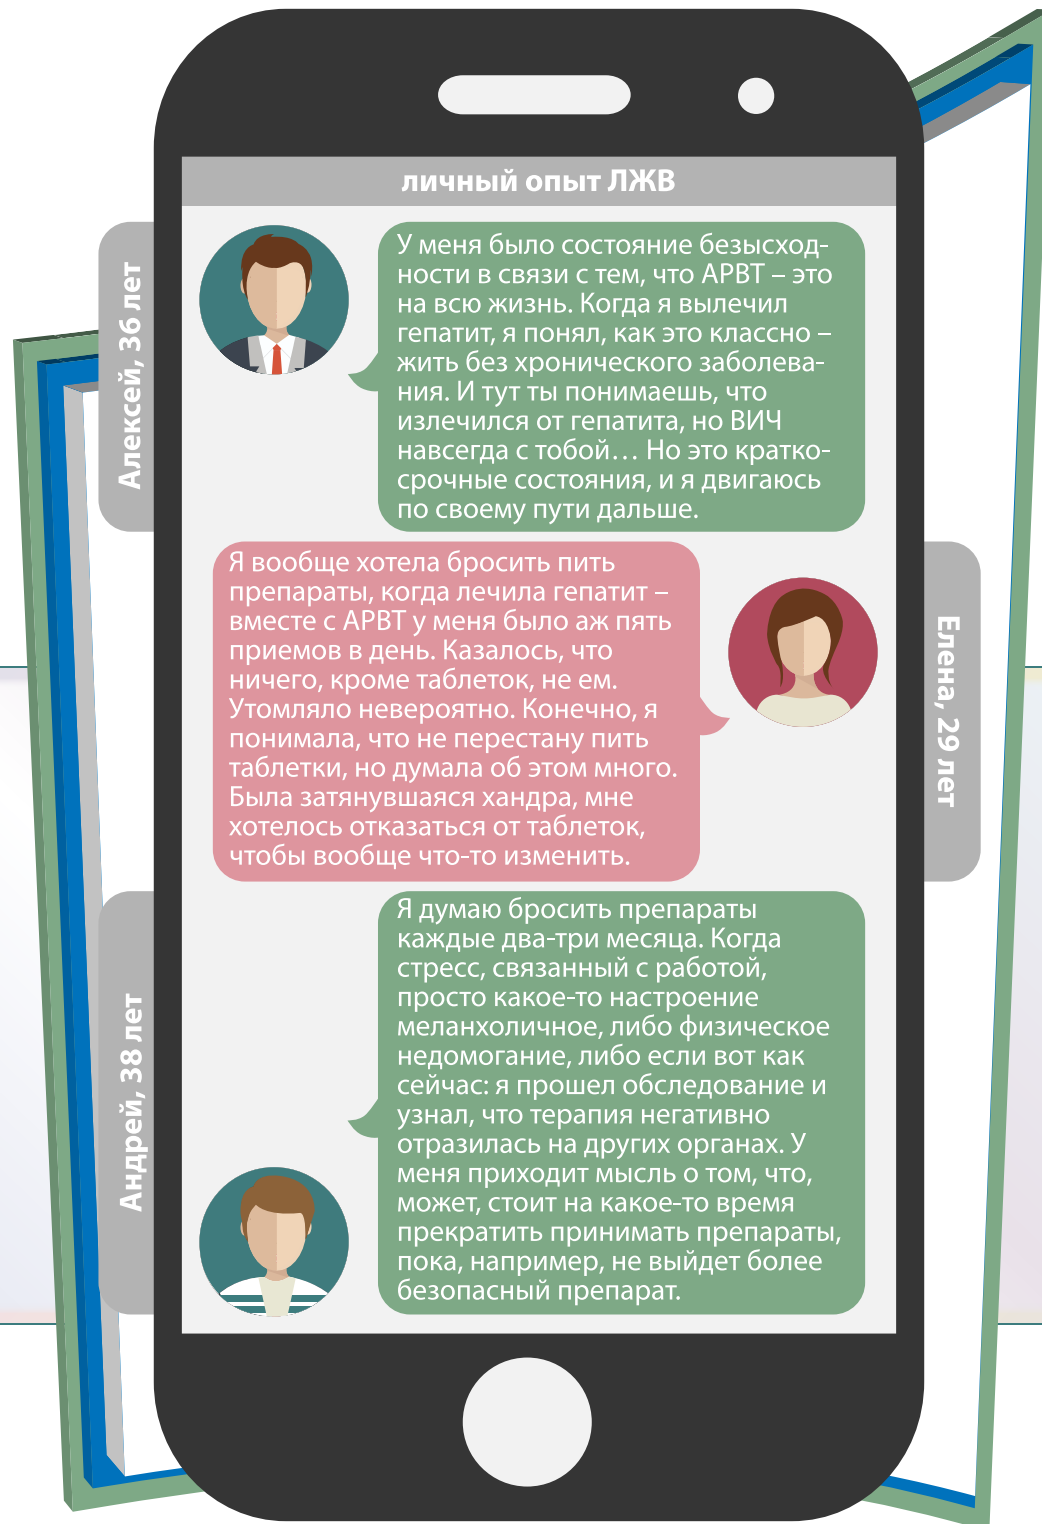 личный опыт ЛЖВ
Алексей, 36 лет
У меня было состояние безысход-
ности в связи с тем, что АРВТ – это
на всю жизнь. Когда я вылечил
гепатит, я понял, как это классно –
жить без хронического заболева-
ния. И тут ты понимаешь, что
излечился от гепатита, но ВИЧ
навсегда с тобой… Но это кратко-
срочные состояния, и я двигаюсь
по своему пути дальше.
Елена, 29 лет
Я вообще хотела бросить пить
препараты, когда лечила гепатит –
вместе с АРВТ у меня было аж пять
приемов в день. Казалось, что
ничего, кроме таблеток, не ем.
Утомляло невероятно. Конечно, я
понимала, что не перестану пить
таблетки, но думала об этом много.
Была затянувшаяся хандра, мне
хотелось отказаться от таблеток,
чтобы вообще что-то изменить.
Андрей, 38 лет
Я думаю бросить препараты
каждые два-три месяца. Когда
стресс, связанный с работой,
просто какое-то настроение
меланхоличное, либо физическое
недомогание, либо если вот как
сейчас: я прошел обследование и
узнал, что терапия негативно
отразилась на других органах. У
меня приходит мысль о том, что,
может, стоит на какое-то время
прекратить принимать препараты,
пока, например, не выйдет более
безопасный препарат.